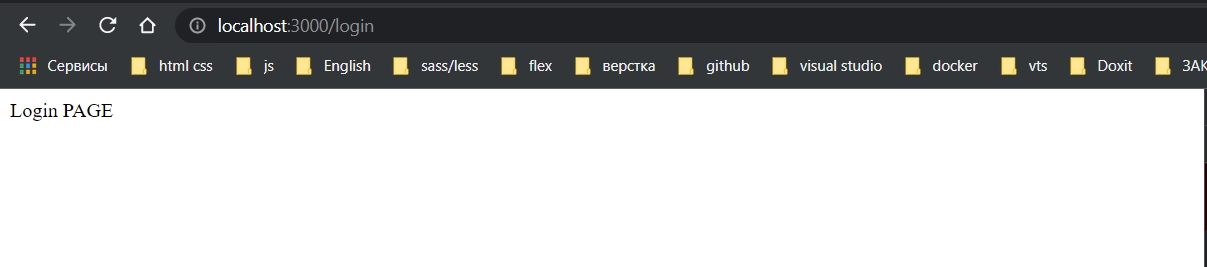 localhost:3000/login
Сервисы html css js English sass/less flex верстка github visual studio docker vts Doxit ЗАК
Login PAGE